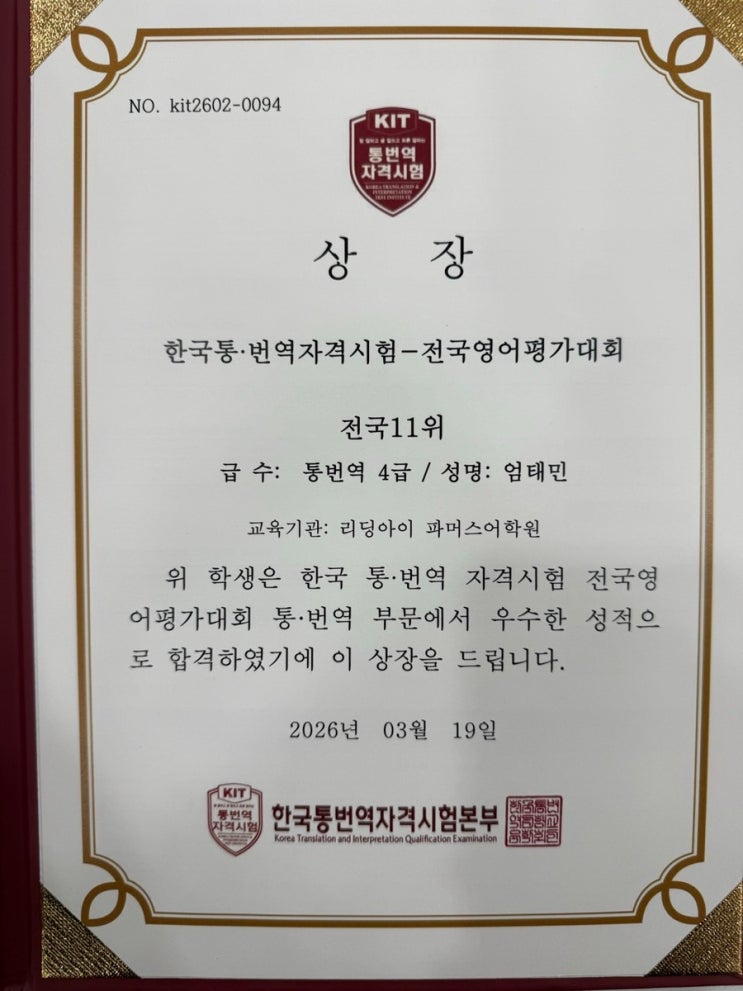 NO. kit2602-0094
KIT
통번역
자격시험
KOREA TRANSLATION &
INTERPRETATION
TEST INSTITUTE
상 장
한국통·번역자격시험-전국영어평가대회
전국11위
급 수: 통번역 4급 / 성명: 엄태민
교육기관: 리딩아이 파머스어학원
위 학생은 한국 통·번역 자격시험 전국영
어평가대회 통·번역 부문에서 우수한 성적으
로 합격하였기에 이 상장을 드립니다.
2026년 03월 19일
KIT
통번역
자격시험
한국통번역자격시험본부
Korea Translation and Interpretation Qualification Examination